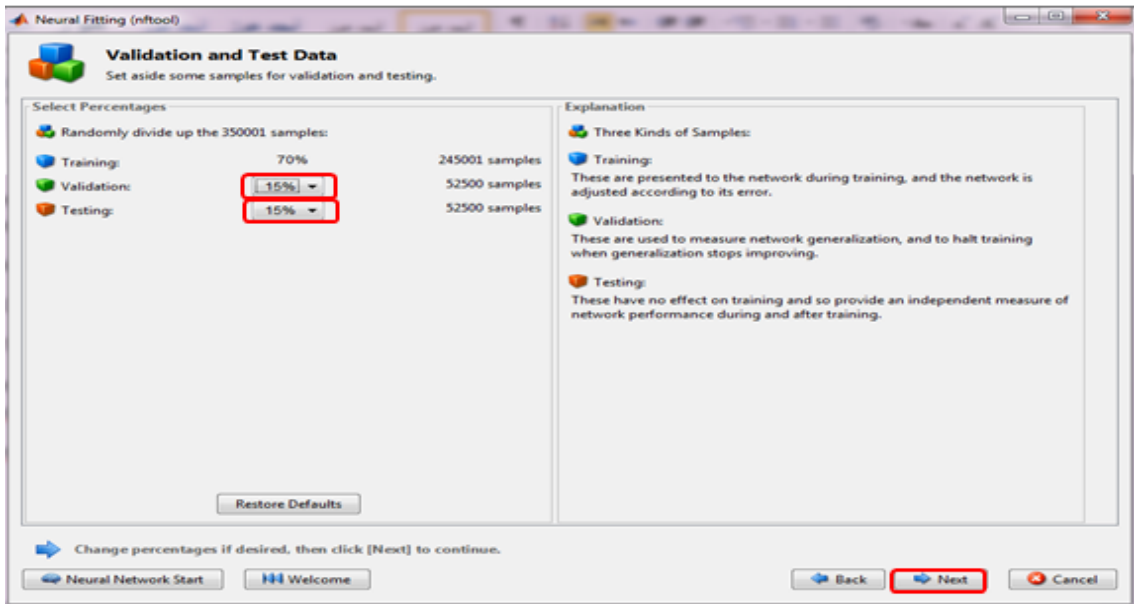 Neural Fitting (nftool)
Validation and Test Data
Set aside some samples for validation and testing.
Select Percentages
Randomly divide up the 350001 samples:
Training: 70% 245001 samples
Validation: 15% 52500 samples
Testing: 15% 52500 samples
Restore Defaults
Explanation
Three Kinds of Samples:
Training:
These are presented to the network during training, and the network is
adjusted according to its error.
Validation:
These are used to measure network generalization, and to halt training
when generalization stops improving.
Testing:
These have no effect on training and so provide an independent measure of
network performance during and after training.
Change percentages if desired, then click [Next] to continue.
Neural Network Start Welcome Back Next Cancel